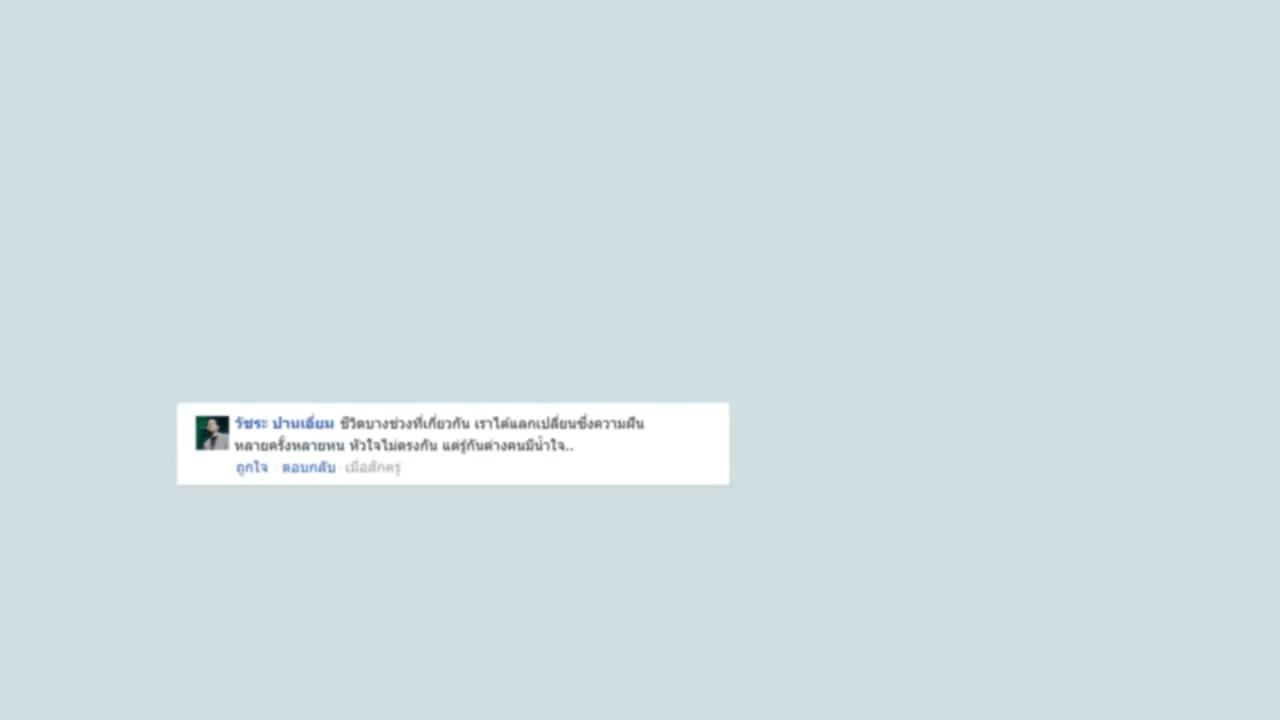 วัชระ ปานเอี่ยม ชีวิตบางช่วงที่เกี่ยวกัน เราได้แลกเปลี่ยนซึ่งความฝืน
หลายครั้งหลายหน หัวใจไม่ตรงกัน แต่รู้กันต่างคนมีน้ำใจ..
ถูกใจ · ตอบกลับ · เมื่อสักครู่